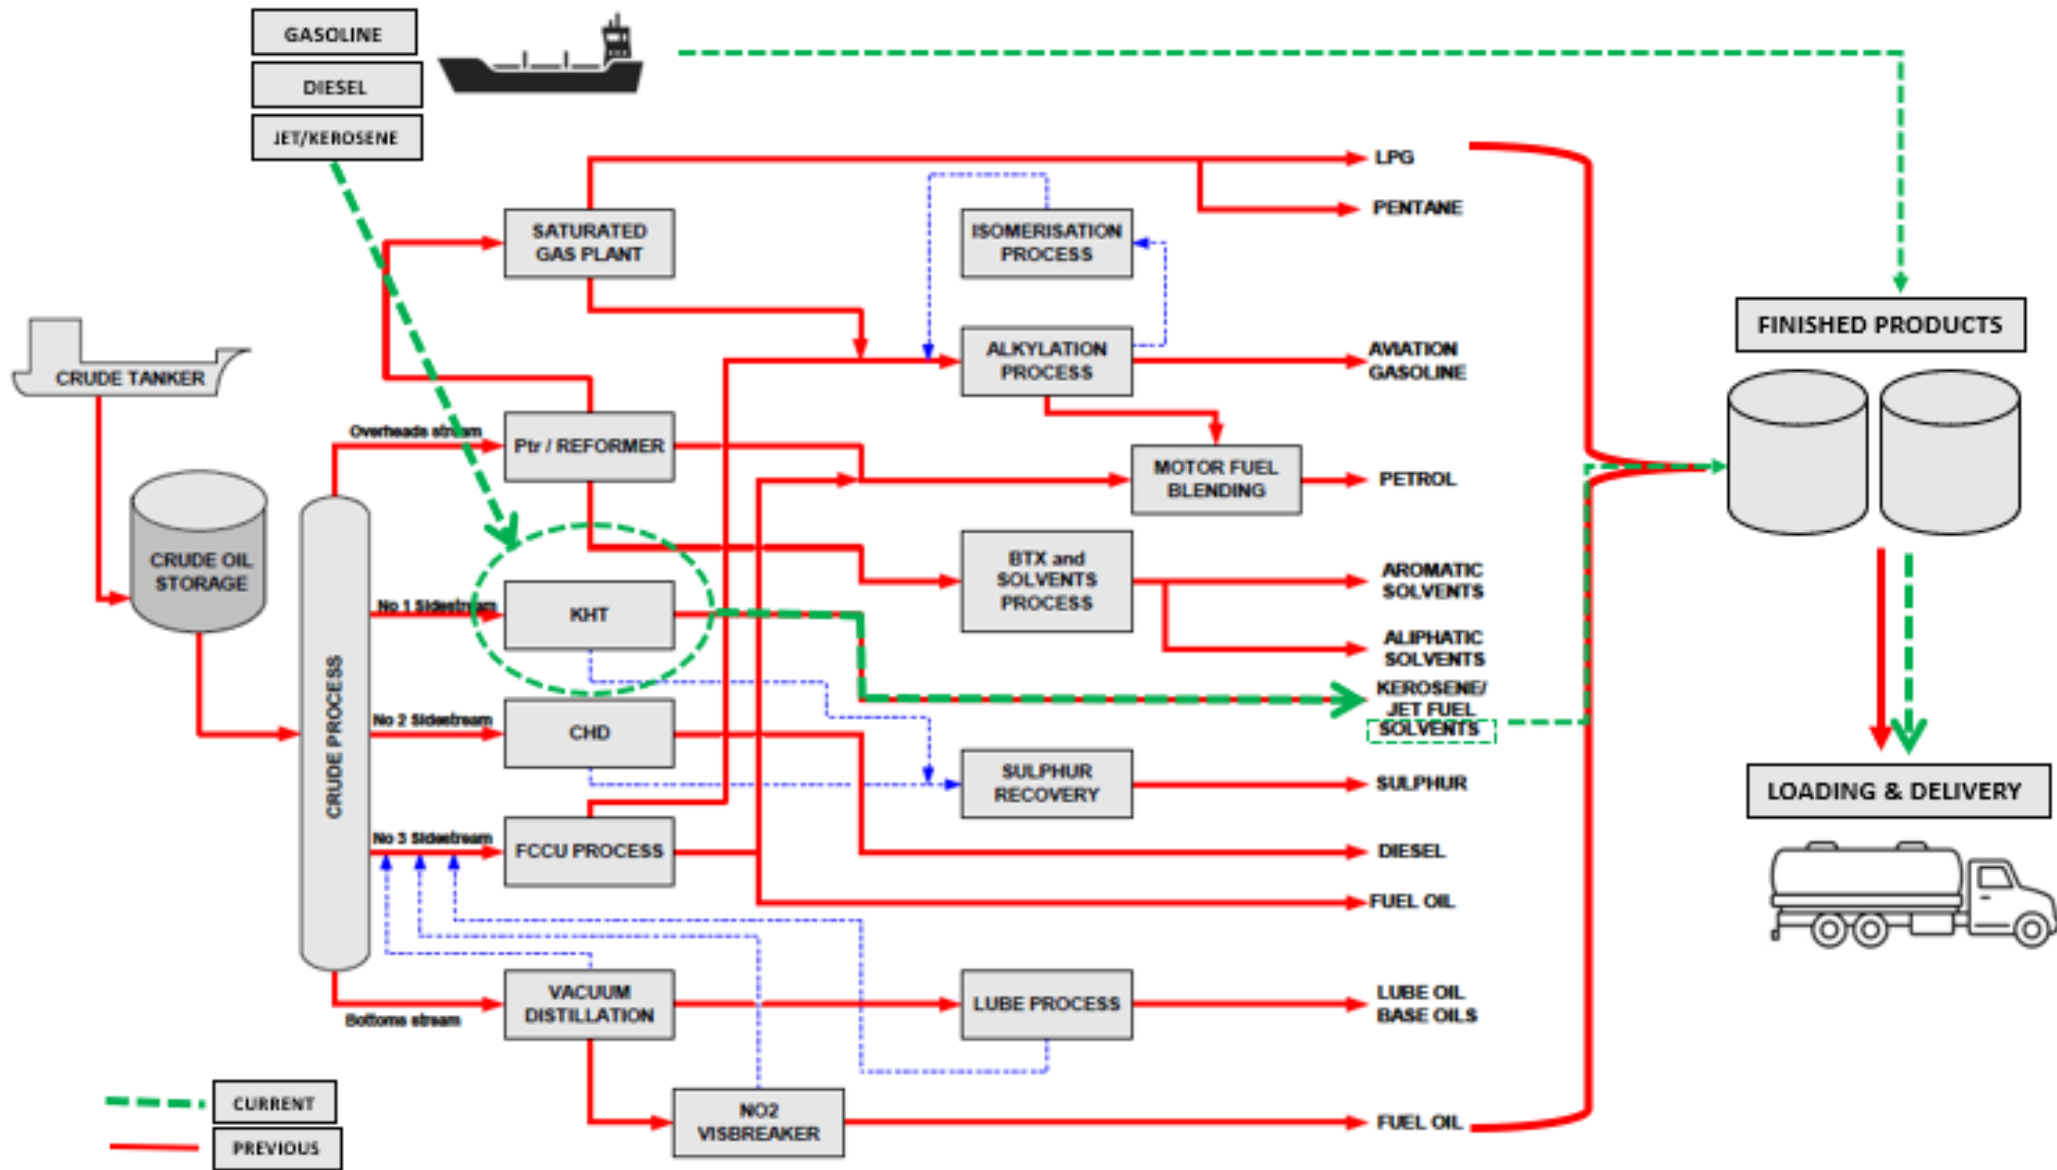 GASOLINE
DIESEL
JET/KEROSENE
LPG
PENTANE
SATURATED
GAS PLANT
ISOMERISATION
PROCESS
FINISHED PRODUCTS
CRUDE TANKER
ALKYLATION
PROCESS
AVIATION
GASOLINE
Overheads stream
Ptr / REFORMER
MOTOR FUEL
BLENDING
PETROL
CRUDE OIL
STORAGE
BTX and
SOLVENTS
PROCESS
AROMATIC
SOLVENTS
No 1 Sidestream
KHT
ALIPHATIC
SOLVENTS
CRUDE PROCESS
KEROSENE/
JET FUEL
SOLVENTS
No 2 Sidestream
CHD
SULPHUR
RECOVERY
SULPHUR
LOADING & DELIVERY
No 3 Sidestream
FCCU PROCESS
DIESEL
FUEL OIL
VACUUM
DISTILLATION
LUBE PROCESS
LUBE OIL
BASE OILS
Bottoms stream
NO2
VISBREAKER
FUEL OIL
CURRENT
PREVIOUS